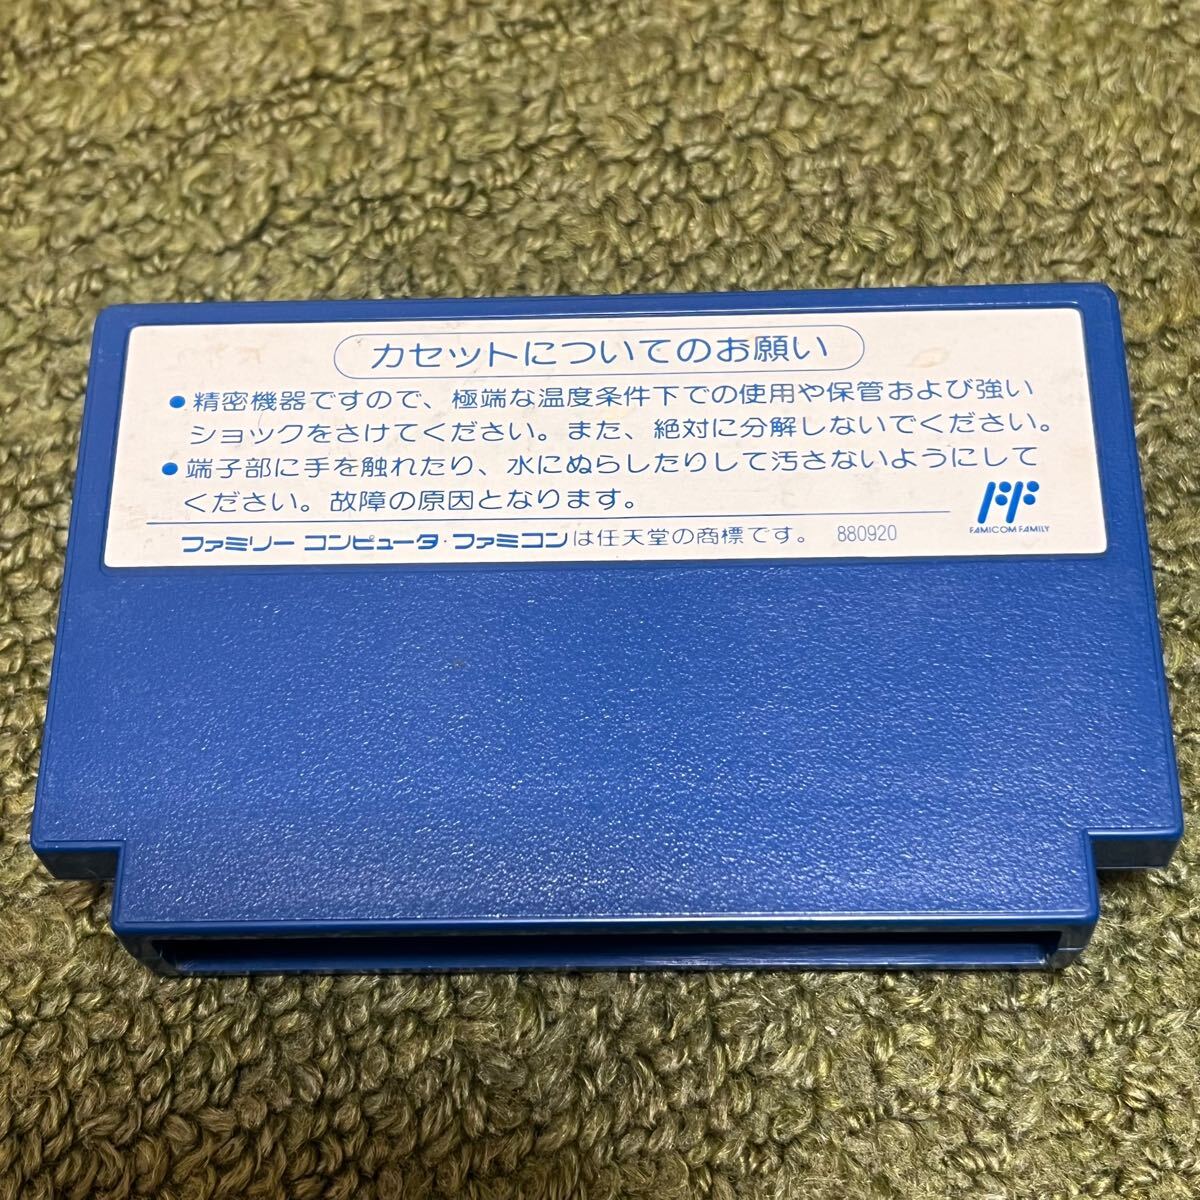 カセットについてのお願い
●精密機器ですので、極端な温度条件下での使用や保管および強い
ショックをさけてください。また、絶対に分解しないでください。
●端子部に手を触れたり、水にぬらしたりして汚さないようにして
ください。故障の原因となります。
FAMICOM FAMILY
ファミリー コンピュータ・ファミコンは任天堂の商標です。 880920